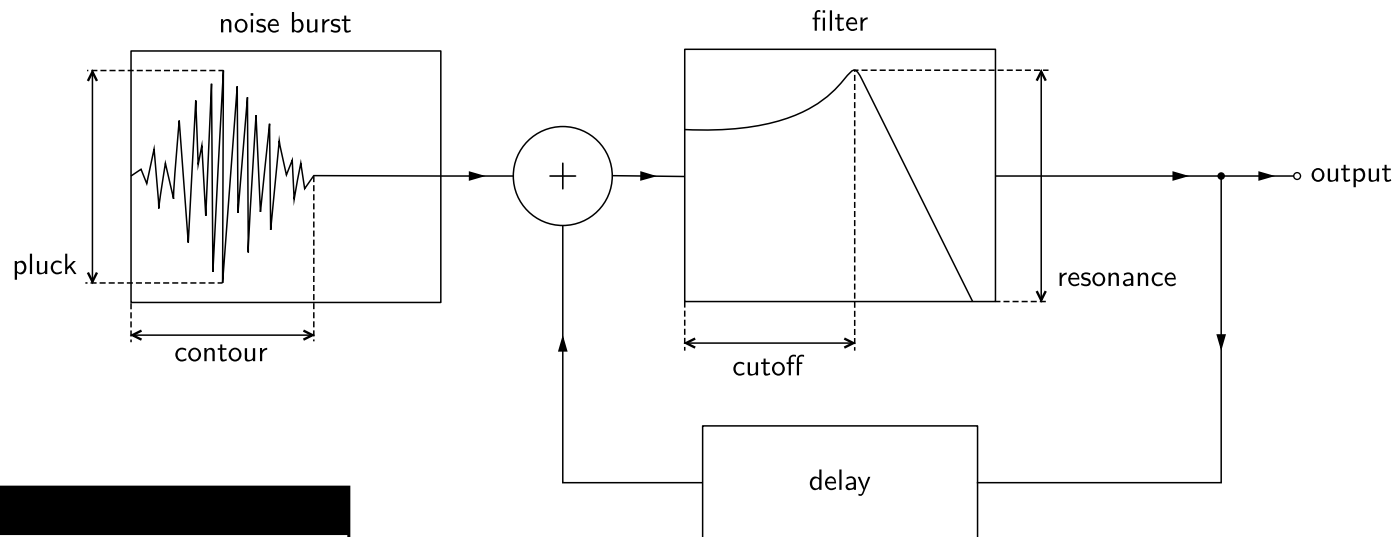 noise burst
filter
+
output
pluck
resonance
contour
cutoff
delay